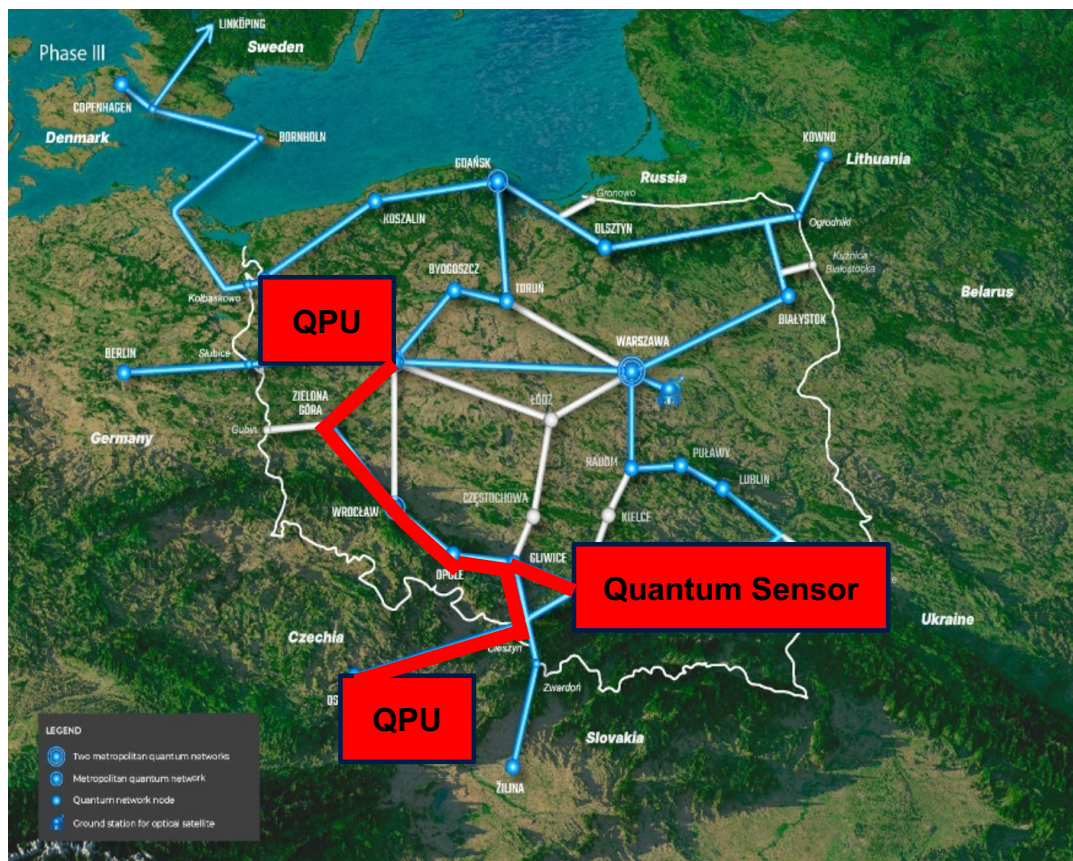 LINKÖPING
Sweden
Phase III
COPENHAGEN
Denmark
BORNHOLN
KOWNO
Lithuania
GDAŃSK
Russia
Gronowo
KOSZALIN
OLSZTYN
Ogrodniki
Kuźnica
Białostocka
BYDGOSZCZ
TORUŃ
Kołbaskowo
Belarus
BIAŁYSTOK
QPU
WARSZAWA
Słubice
BERLIN
ZIELONA
GÓRA
ŁÓDŹ
Gubin
Germany
RADOM
PUŁAWY
LUBLIN
CZĘSTOCHOWA
WROCŁAW
KIELCE
GLIWICE
OPOLE
Quantum Sensor
Ukraine
Czechia
Cieszyn
Zwardoń
QPU
Slovakia
ŻILINA
LEGEND
Two metropolitan quantum networks
Metropolitan quantum network
Quantum network node
Ground station for optical satellite